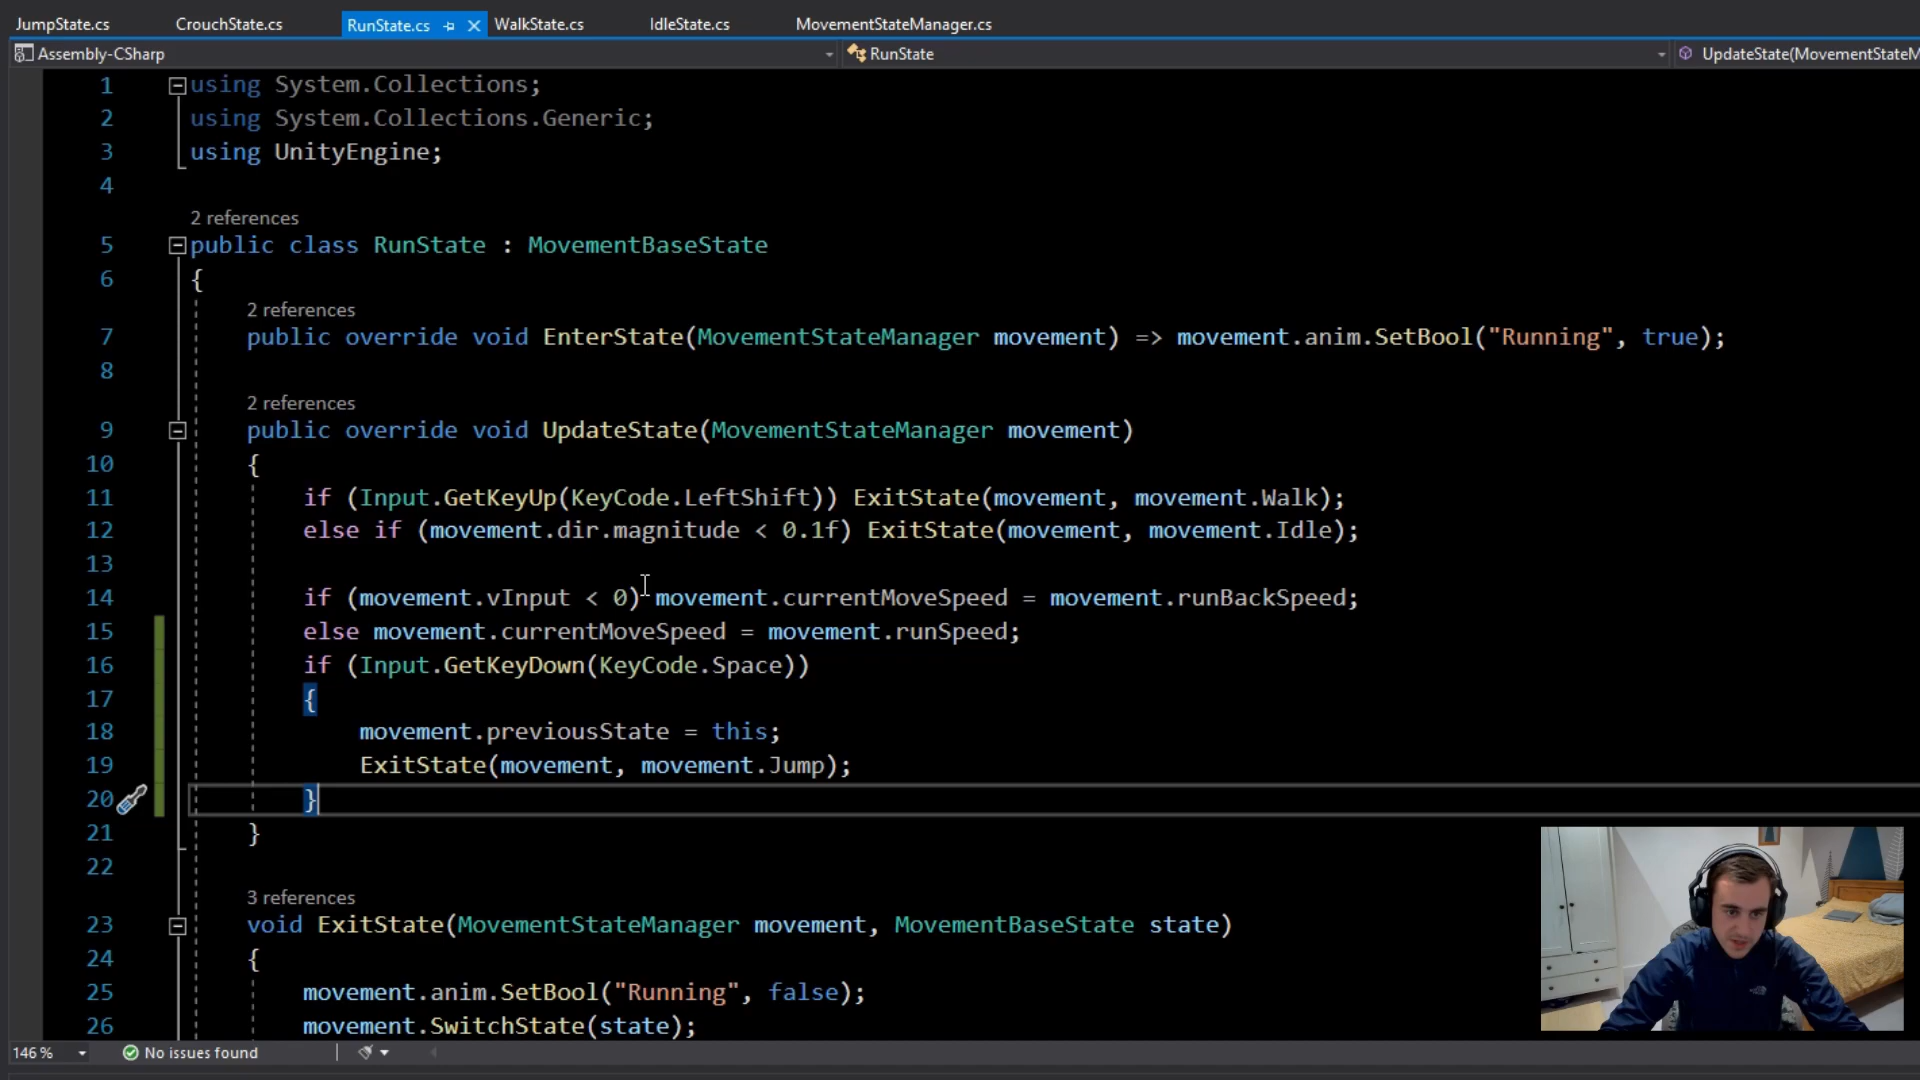 JumpState.cs CrouchState.cs RunState.cs WalkState.cs IdleState.cs MovementStateManager.cs
Assembly-CSharp RunState UpdateState(MovementStateM
1 using System.Collections;
2 using System.Collections.Generic;
3 using UnityEngine;
4
2 references
5 public class RunState : MovementBaseState
6 {
2 references
7 public override void EnterState(MovementStateManager movement) => movement.anim.SetBool("Running", true);
8
2 references
9 public override void UpdateState(MovementStateManager movement)
10 {
11 if (Input.GetKeyUp(KeyCode.LeftShift)) ExitState(movement, movement.Walk);
12 else if (movement.dir.magnitude < 0.1f) ExitState(movement, movement.Idle);
13
14 if (movement.vInput < 0) movement.currentMoveSpeed = movement.runBackSpeed;
15 else movement.currentMoveSpeed = movement.runSpeed;
16 if (Input.GetKeyDown(KeyCode.Space))
17 {
18 movement.previousState = this;
19 ExitState(movement, movement.Jump);
20 }
21 }
22
3 references
23 void ExitState(MovementStateManager movement, MovementBaseState state)
24 {
25 movement.anim.SetBool("Running", false);
26 movement.SwitchState(state);
146 % No issues found